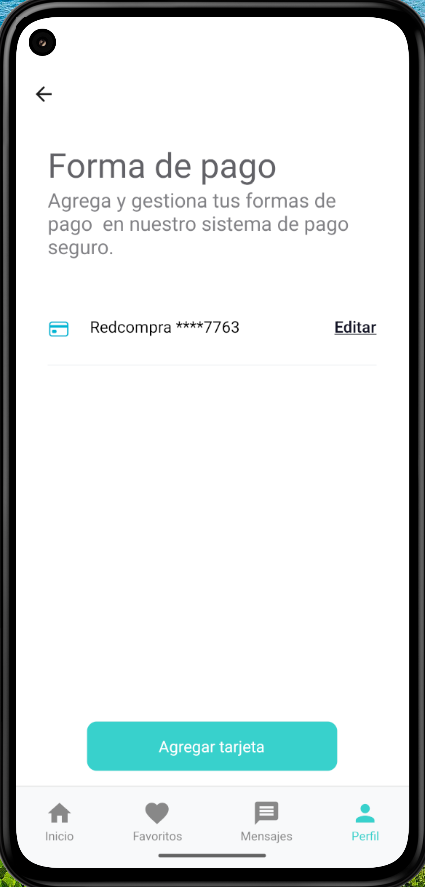 Forma de pago
Agrega y gestiona tus formas de
pago  en nuestro sistema de pago
seguro.
Redcompra ****7763
Editar
Agregar tarjeta
Inicio
Favoritos
Mensajes
Perfil